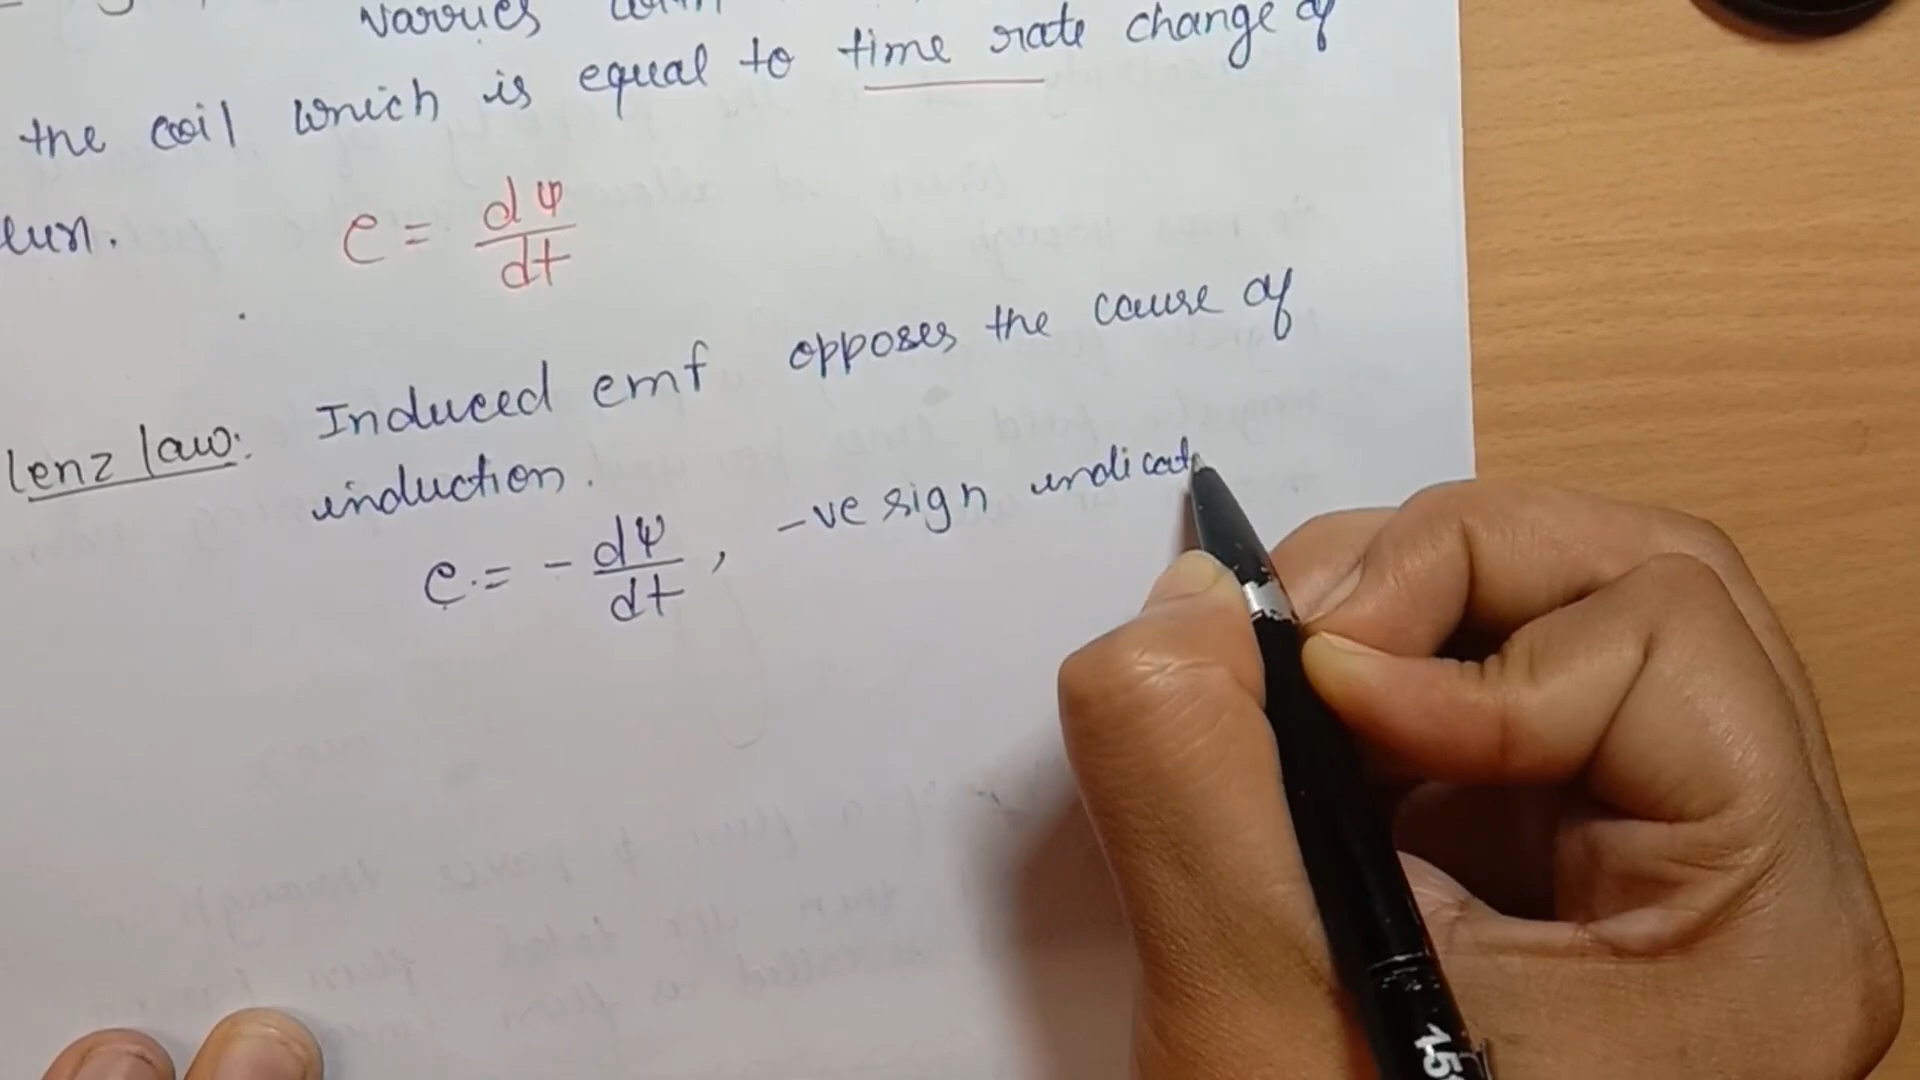 varries
the coil which is equal to time rate change of
e = dψ/dt
Lenz law: Induced emf opposes the cause of
induction.
e = - dψ/dt, -ve sign indicat